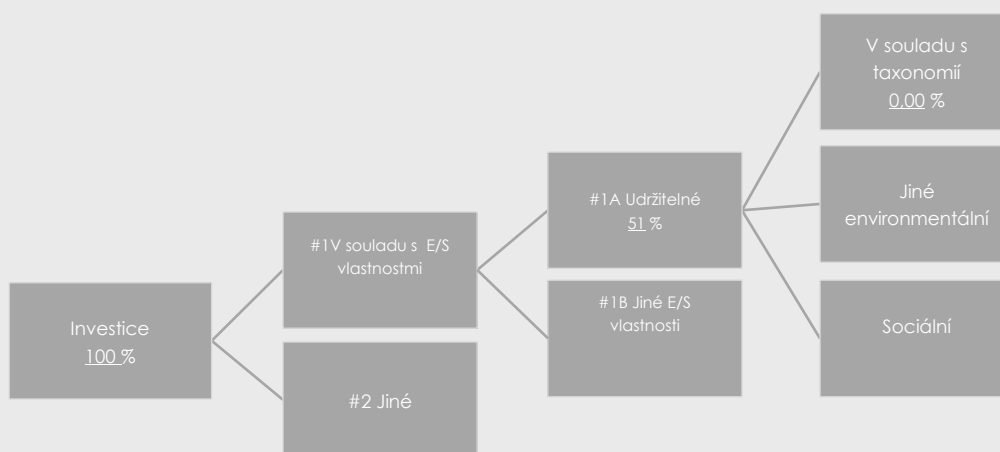 Investice
100 %
#1V souladu s  E/S
vlastnostmi
#2 Jiné
#1A Udržitelné
51 %
#1B Jiné E/S
vlastnosti
V souladu s
taxonomií
0,00 %
Jiné
environmentální
Sociální